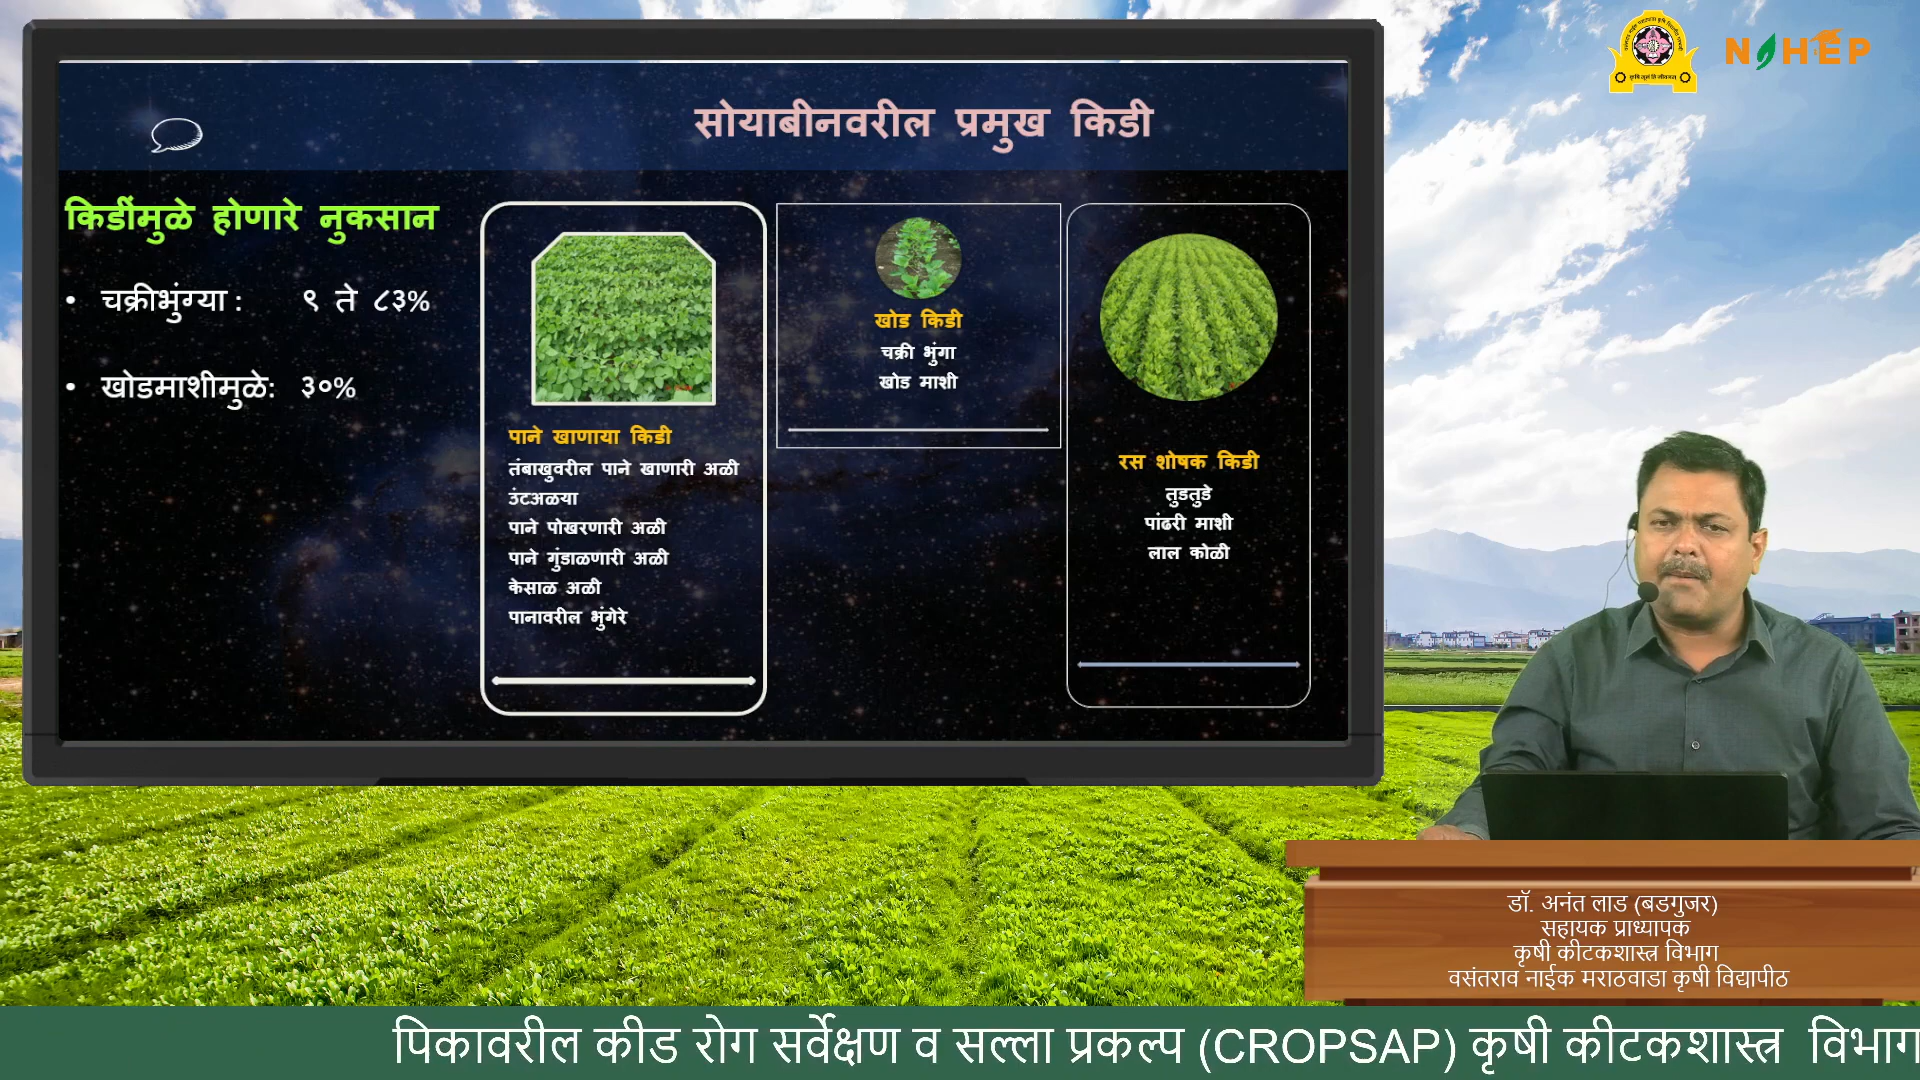 सोयाबीनवरील प्रमुख किडी
किडींमुळे होणारे नुकसान
• चक्रीभुंग्या : ९ ते ८३%
• खोडमाशीमुळे: ३०%
पाने खाणाया किडी
तंबाखुवरील पाने खाणारी अळी
उंटअळया
पाने पोखरणारी अळी
पाने गुंडाळणारी अळी
केसाळ अळी
पानावरील भुंगेरे
खोड किडी
चक्री भुंगा
खोड माशी
रस शोषक किडी
तुडतुडे
पांढरी माशी
लाल कोळी
NAHEP
डॉ. अनंत लाड (बडगुजर)
सहायक प्राध्यापक
कृषी कीटकशास्त्र विभाग
वसंतराव नाईक मराठवाडा कृषी विद्यापीठ
पिकावरील कीड रोग सर्वेक्षण व सल्ला प्रकल्प (CROPSAP) कृषी कीटकशास्त्र विभाग